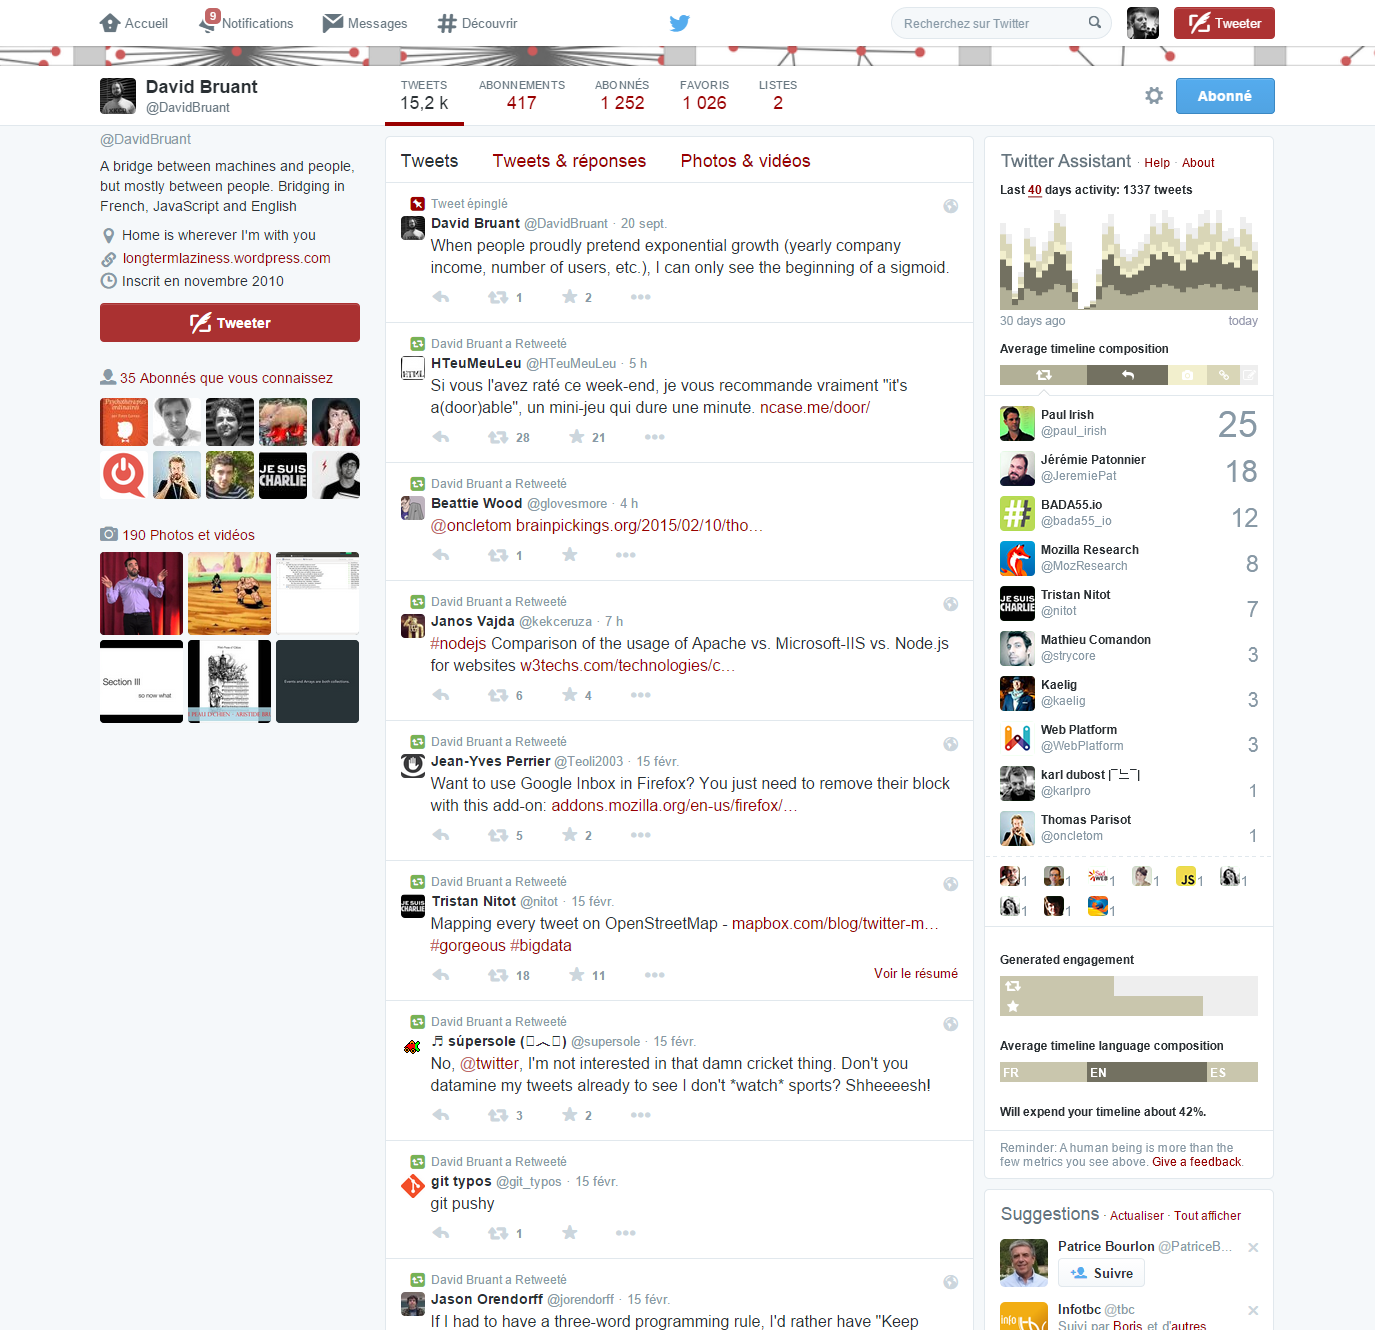 Accueil
9
Notifications
Messages
Découvrir
Recherchez sur Twitter
Tweeter
David Bruant
@DavidBruant
TWEETS
15,2 k
ABONNEMENTS
417
ABONNÉS
1 252
FAVORIS
1 026
LISTES
2
Abonné
@DavidBruant
A bridge between machines and people,
but mostly between people. Bridging in
French, JavaScript and English
Home is wherever I'm with you
longtermlaziness.wordpress.com
Inscrit en novembre 2010
Tweeter
35 Abonnés que vous connaissez
JE SUIS
CHARLIE
190 Photos et vidéos
Section III
so now what
Events and Arrays are both collections
Tweets
Tweets & réponses
Photos & vidéos
Tweet épinglé
David Bruant @DavidBruant · 20 sept.
When people proudly pretend exponential growth (yearly company
income, number of users, etc.), I can only see the beginning of a sigmoid.
1
2
David Bruant a Retweeté
HTeuMeuLeu @HTeuMeuLeu · 5 h
Si vous l'avez raté ce week-end, je vous recommande vraiment "it's
a(door)able", un mini-jeu qui dure une minute. ncase.me/door/
28
21
David Bruant a Retweeté
Beattie Wood @glovesmore · 4 h
@oncletom brainpickings.org/2015/02/10/tho…
1
David Bruant a Retweeté
Janos Vajda @kekceruza · 7 h
#nodejs Comparison of the usage of Apache vs. Microsoft-IIS vs. Node.js
for websites w3techs.com/technologies/c…
6
4
David Bruant a Retweeté
Jean-Yves Perrier @Teoli2003 · 15 févr.
Want to use Google Inbox in Firefox? You just need to remove their block
with this add-on: addons.mozilla.org/en-us/firefox/…
5
2
David Bruant a Retweeté
JE SUIS
CHARLIE
Tristan Nitot @nitot · 15 févr.
Mapping every tweet on OpenStreetMap - mapbox.com/blog/twitter-m…
#gorgeous #bigdata
18
11
Voir le résumé
David Bruant a Retweeté
♬ súpersole (▯︵▯) @supersole · 15 févr.
No, @twitter, I'm not interested in that damn cricket thing. Don't you
datamine my tweets already to see I don't *watch* sports? Shheeeesh!
3
2
David Bruant a Retweeté
git typos @git_typos · 15 févr.
git pushy
1
David Bruant a Retweeté
Jason Orendorff @jorendorff · 15 févr.
If I had to have a three-word programming rule, I'd rather have "Keep
Twitter Assistant · Help · About
Last 40 days activity: 1337 tweets
30 days ago
today
Average timeline composition
Paul Irish
@paul_irish
25
Jérémie Patonnier
@JeremiePat
18
BADA55.io
@bada55_io
12
Mozilla Research
@MozResearch
8
JE SUIS
CHARLIE
Tristan Nitot
@nitot
7
Mathieu Comandon
@strycore
3
Kaelig
@kaelig
3
Web Platform
@WebPlatform
3
karl dubost |¯ㅡ¯|
@karlpro
1
Thomas Parisot
@oncletom
1
1
1
1
1
JS
1
1
1
1
1
Generated engagement
Average timeline language composition
FR
EN
ES
Will expend your timeline about 42%.
Reminder: A human being is more than the
few metrics you see above. Give a feedback.
Suggestions · Actualiser · Tout afficher
Patrice Bourlon @PatriceB...
Suivre
Infotbc @tbc
Suivi par Boris et d'autres